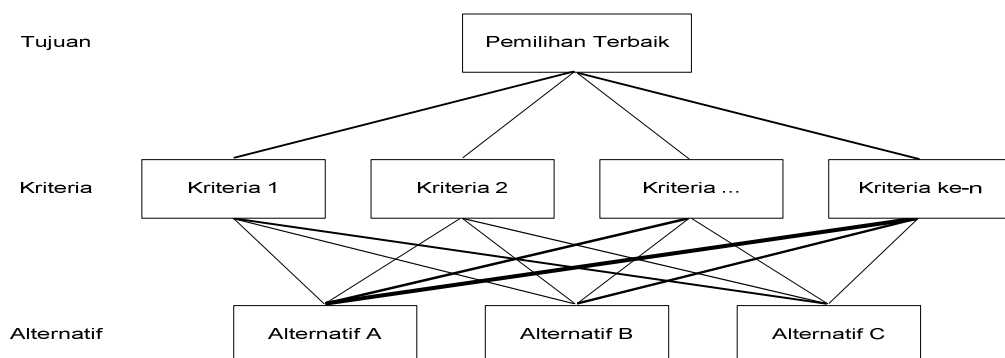 Tujuan
Pemilihan Terbaik
Kriteria
Kriteria 1
Kriteria 2
Kriteria ...
Kriteria ke-n
Alternatif
Alternatif A
Alternatif B
Alternatif C